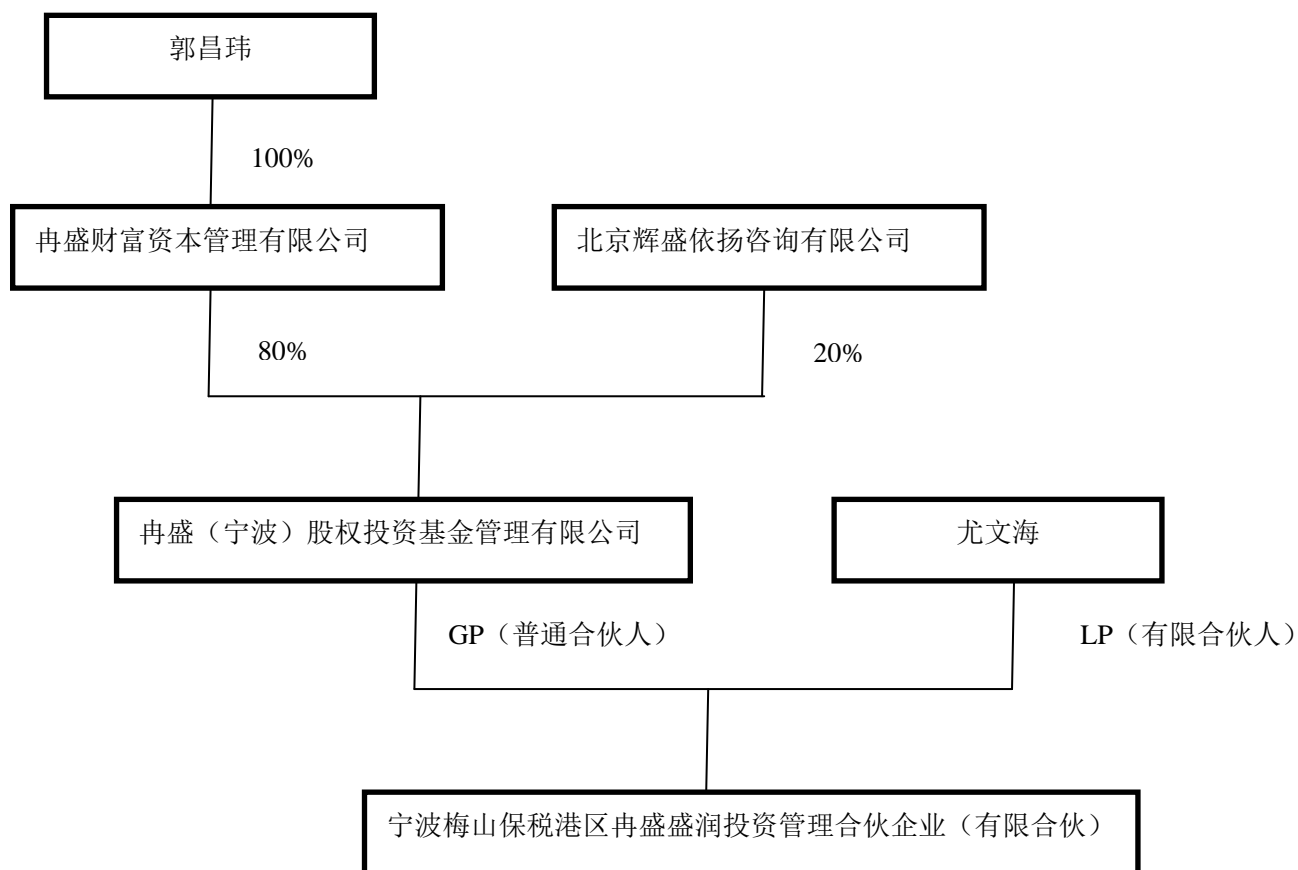 郭昌玮
100%
冉盛财富资本管理有限公司
北京辉盛依扬咨询有限公司
80%
20%
冉盛（宁波）股权投资基金管理有限公司
尤文海
GP（普通合伙人）
LP（有限合伙人）
宁波梅山保税港区冉盛盛润投资管理合伙企业（有限合伙）